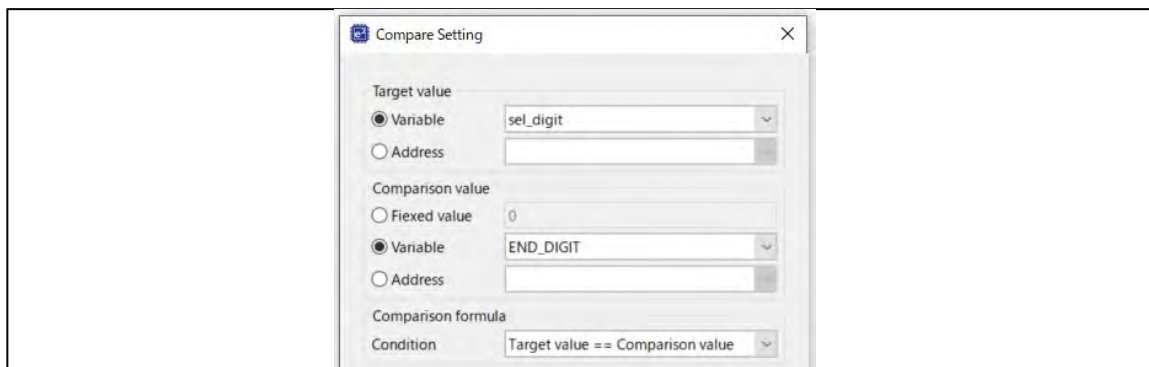 Compare Setting
Target value
Variable sel_digit
Address
Comparison value
Fiexed value 0
Variable END_DIGIT
Address
Comparison formula
Condition Target value == Comparison value